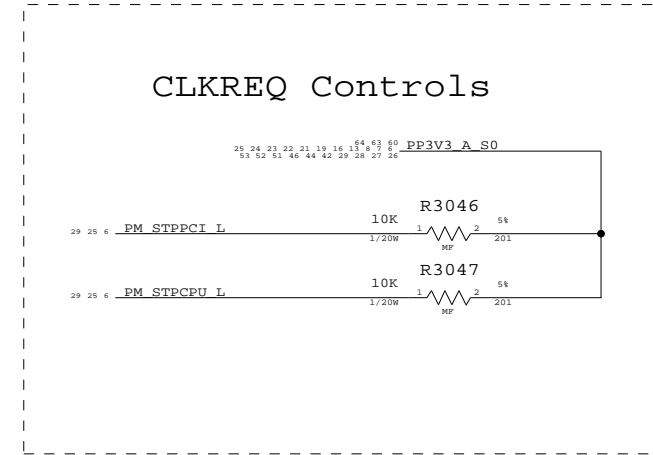 CLKREQ Controls
64 63 60
25 24 23 22 21 19 16 13 8 7 6 PP3V3_A_S0
53 52 51 46 44 42 29 28 27 26
R3046
10K 5%
29 25 6 PM_STPPCI_L 1 2
1/20W 201
MF
R3047
10K 5%
29 25 6 PM_STPCPU_L 1 2
1/20W 201
MF